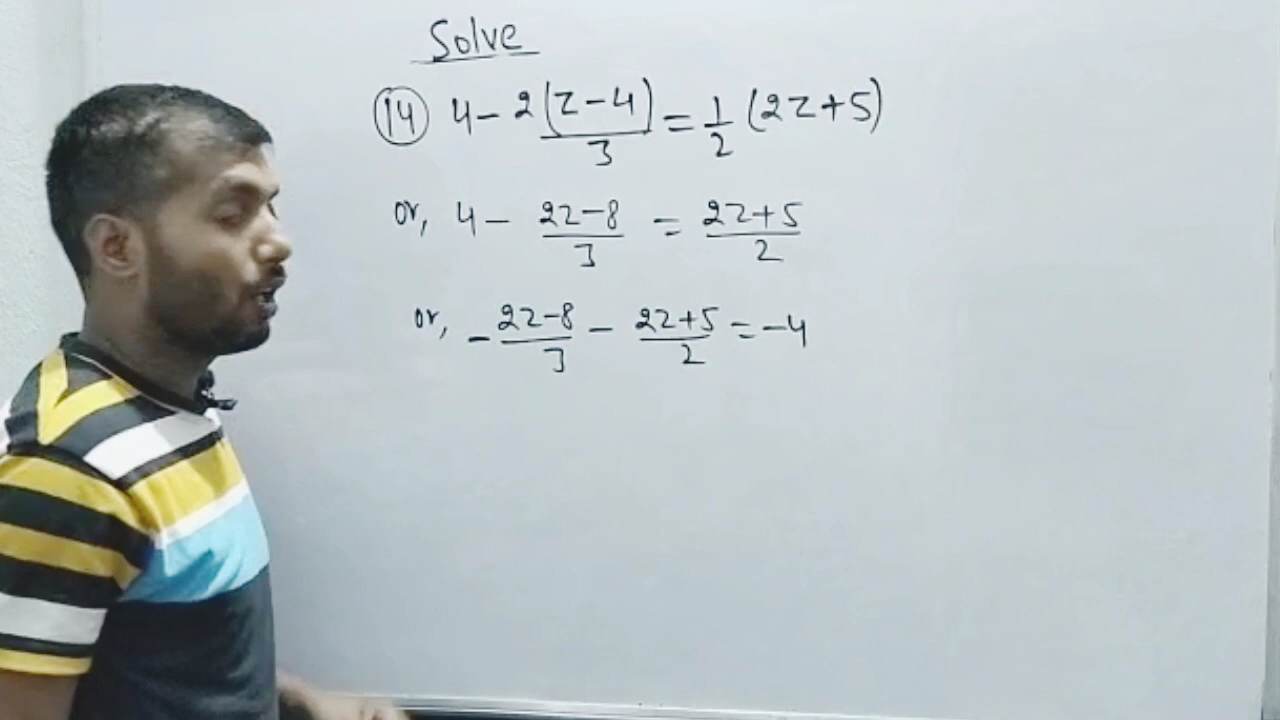 Solve
(14) 4 - 2(z-4)/3 = 1/2 (2z+5)
or, 4 - (2z-8)/3 = (2z+5)/2
or, - (2z-8)/3 - (2z+5)/2 = -4